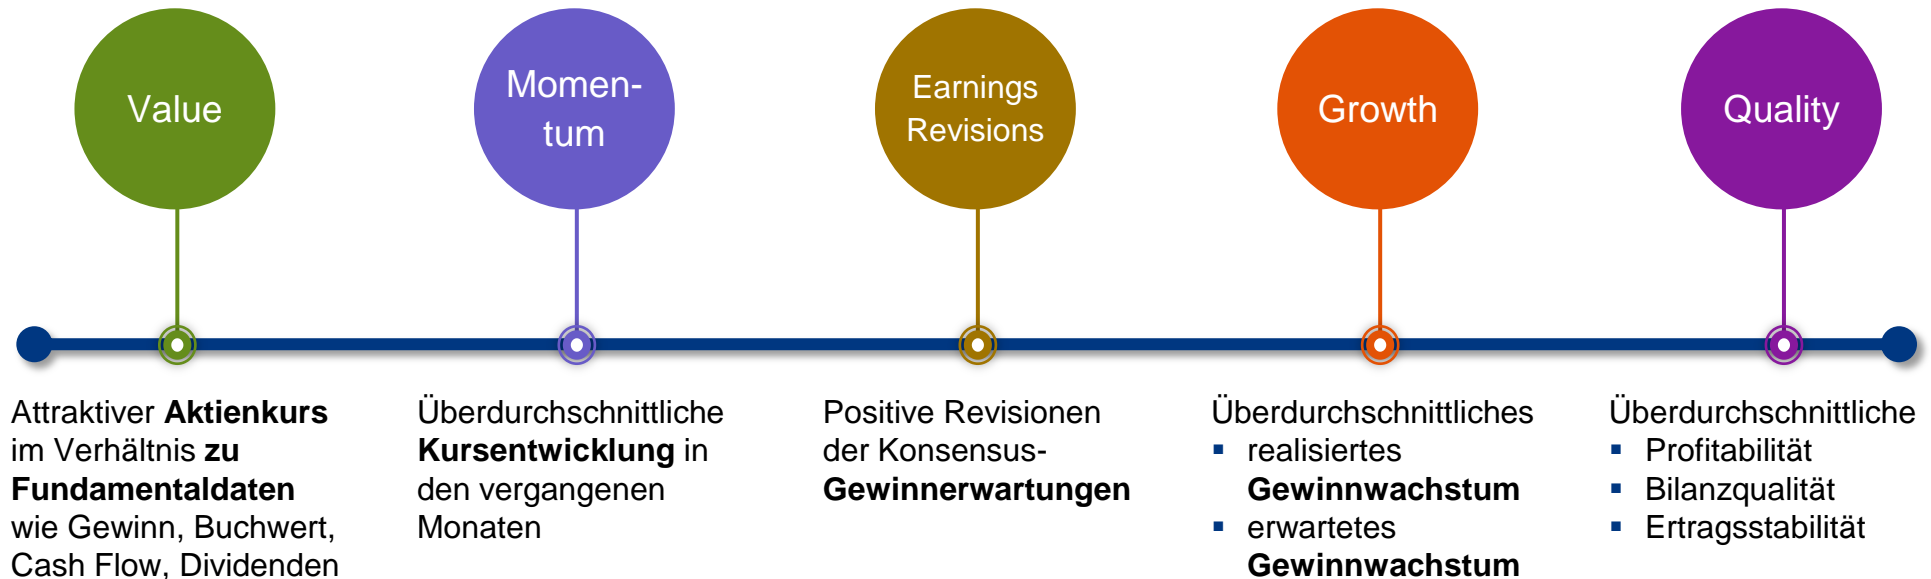 Value
Momen-
tum
Earnings
Revisions
Growth
Quality
Attraktiver Aktienkurs
im Verhältnis zu
Fundamentaldaten
wie Gewinn, Buchwert,
Cash Flow, Dividenden
Überdurchschnittliche
Kursentwicklung in
den vergangenen
Monaten
Positive Revisionen
der Konsensus-
Gewinnerwartungen
Überdurchschnittliches
▪ realisiertes
Gewinnwachstum
▪ erwartetes
Gewinnwachstum
Überdurchschnittliche
▪ Profitabilität
▪ Bilanzqualität
▪ Ertragsstabilität